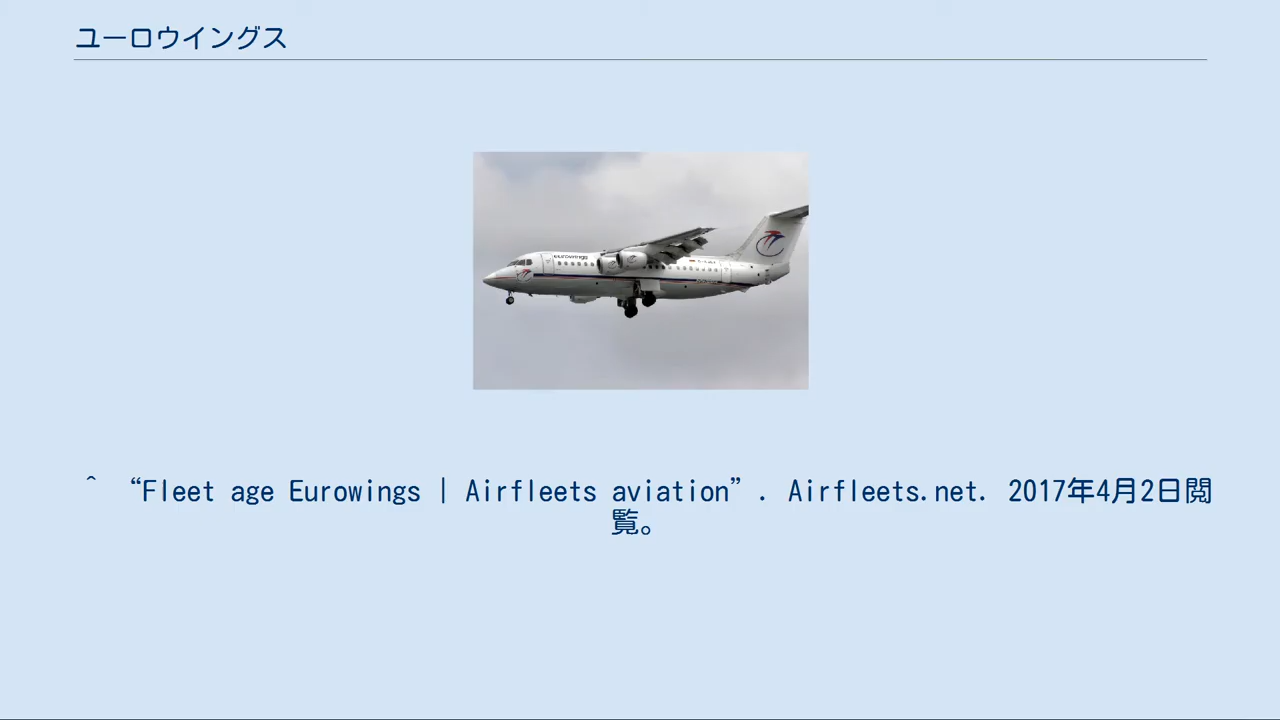 ユーロウイングス
eurowings
^ “Fleet age Eurowings | Airfleets aviation”. Airfleets.net. 2017年4月2日閲
覧。